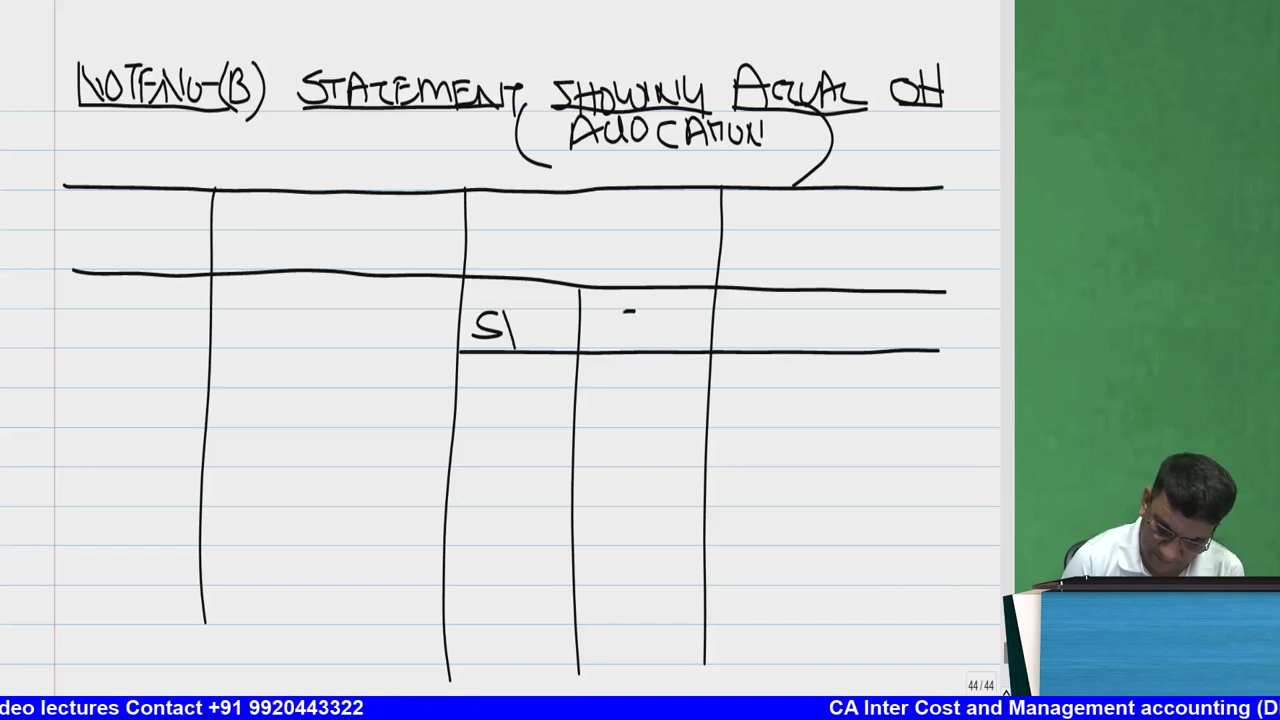 NOTE NO-(B) STATEMENT SHOWING ACTUAL OH
(ALLOCATION)
S\ -
44 / 44
deo lectures Contact +91 9920443322 CA Inter Cost and Management accounting (D